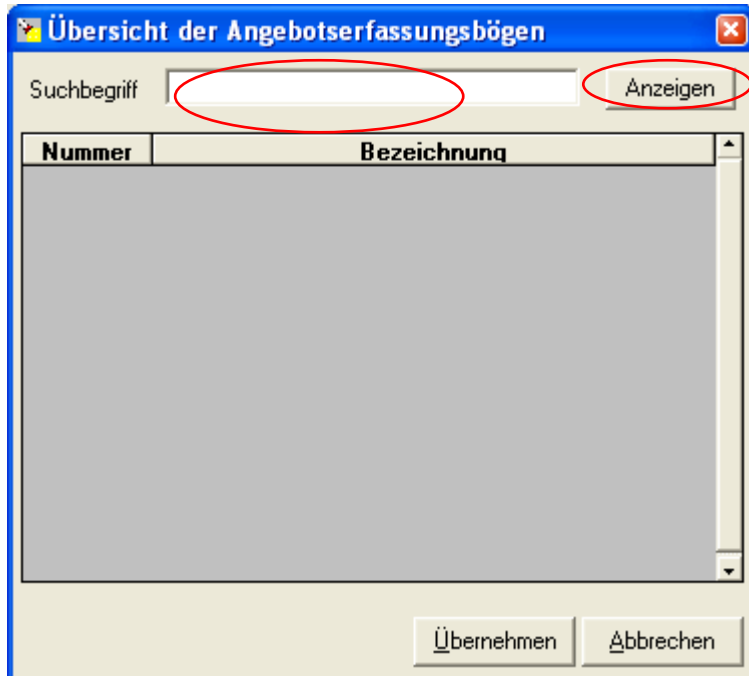 Übersicht der Angebotserfassungsbögen
Suchbegriff Anzeigen
Nummer Bezeichnung
Übernehmen Abbrechen